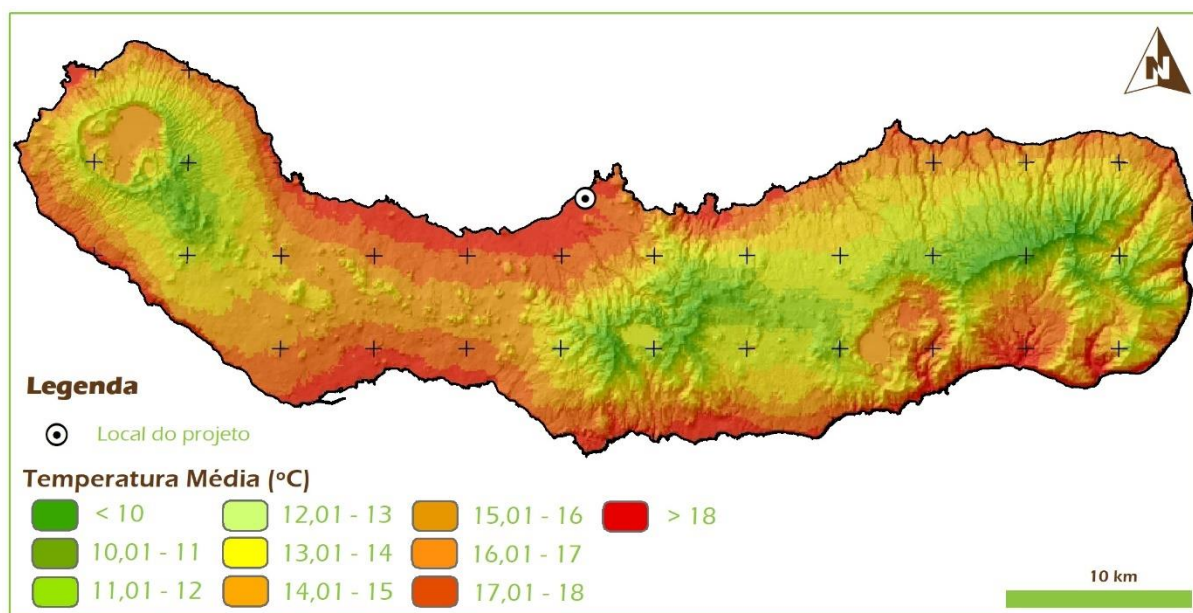 N
Legenda
Local do projeto
Temperatura Média (ºC)
< 10
10,01 - 11
11,01 - 12
12,01 - 13
13,01 - 14
14,01 - 15
15,01 - 16
16,01 - 17
17,01 - 18
> 18
10 km